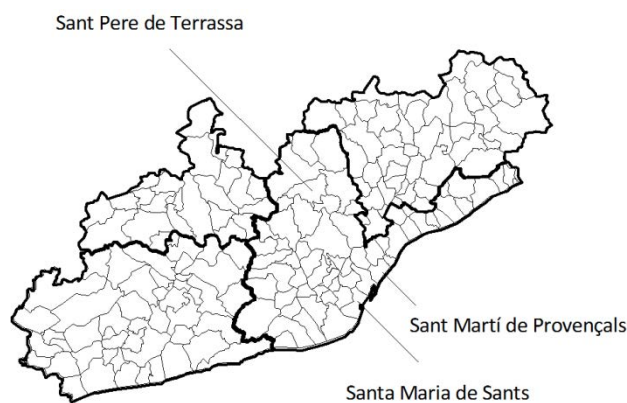 Sant Pere de Terrassa
Sant Martí de Provençals
Santa Maria de Sants